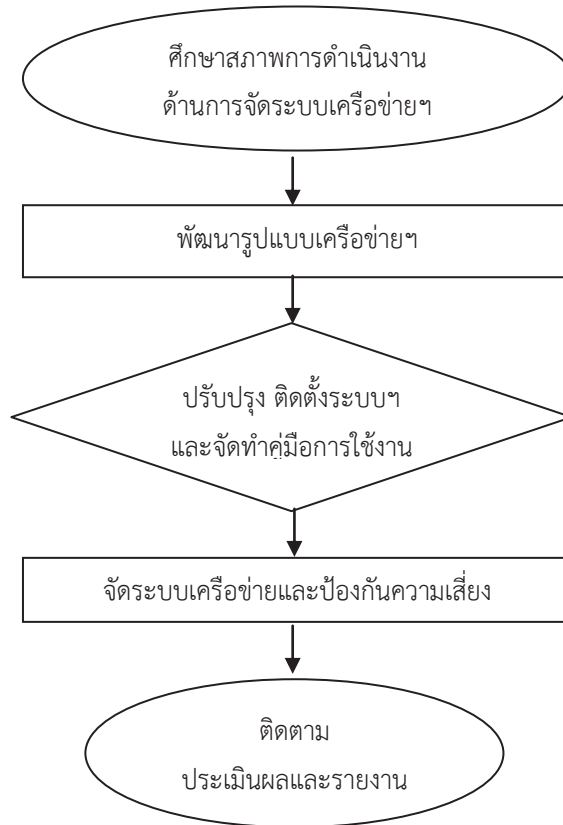 ศึกษาสภาพการดำเนินงาน
ด้านการจัดระบบเครือข่ายฯ
พัฒนารูปแบบเครือข่ายฯ
ปรับปรุง ติดตั้งระบบฯ
และจัดทำคู่มือการใช้งาน
จัดระบบเครือข่ายและป้องกันความเสี่ยง
ติดตาม
ประเมินผลและรายงาน